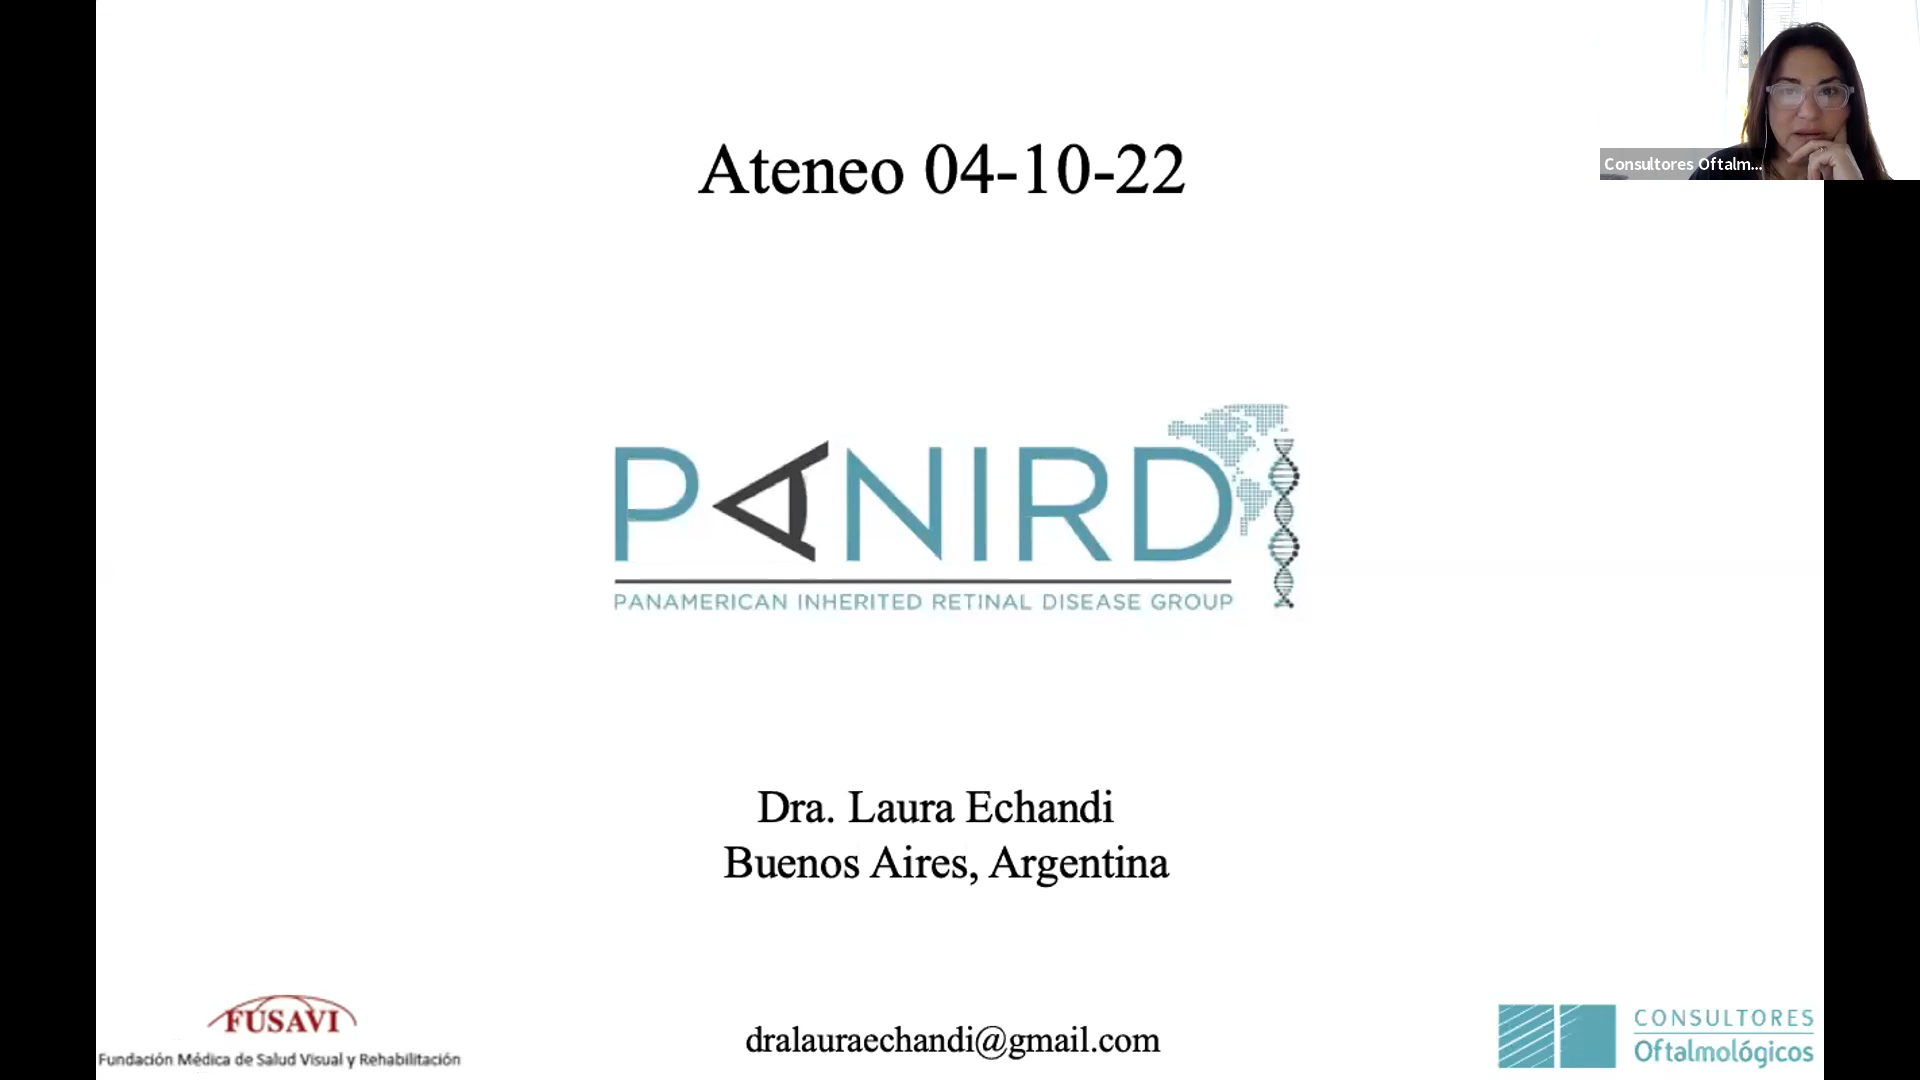 Ateneo 04-10-22
Consultores Oftalm...
PANIRD
PANAMERICAN INHERITED RETINAL DISEASE GROUP
Dra. Laura Echandi
Buenos Aires, Argentina
FUSAVI
Fundación Médica de Salud Visual y Rehabilitación
dralauraechandi@gmail.com
CONSULTORES
Oftalmológicos